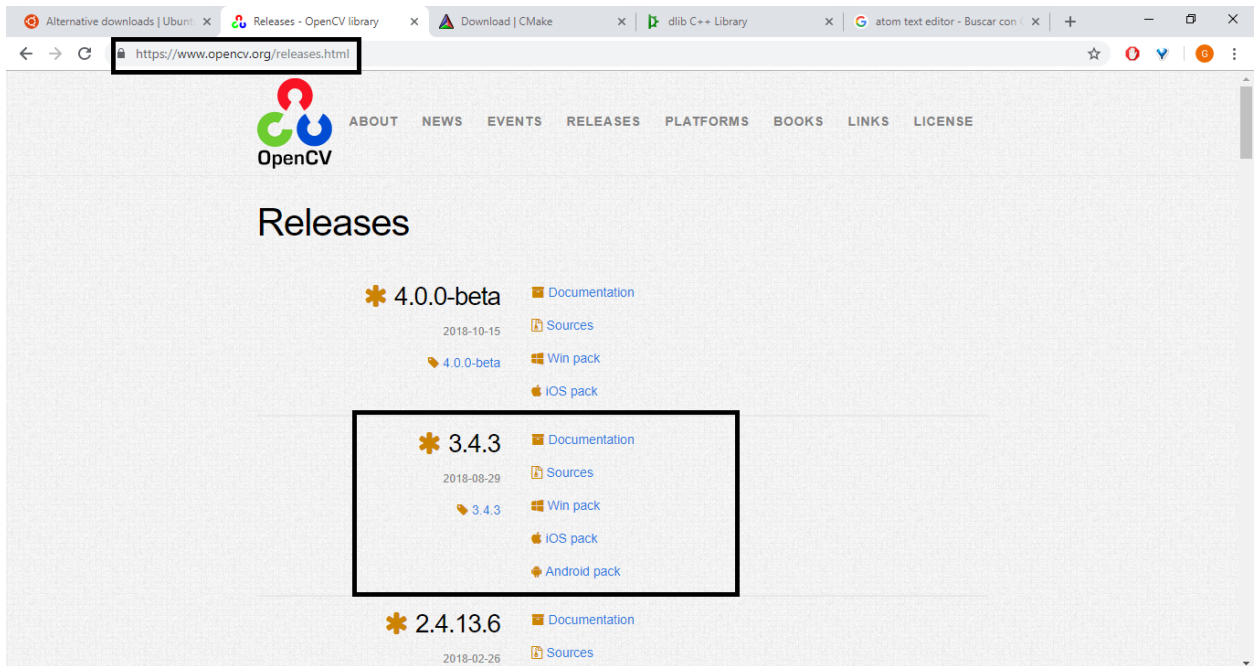 Alternative downloads | Ubunt
Releases - OpenCV library
Download | CMake
dlib C++ Library
atom text editor - Buscar con
https://www.opencv.org/releases.html
G
OpenCV
ABOUT NEWS EVENTS RELEASES PLATFORMS BOOKS LINKS LICENSE
Releases
4.0.0-beta
2018-10-15
4.0.0-beta
Documentation
Sources
Win pack
iOS pack
3.4.3
2018-08-29
3.4.3
Documentation
Sources
Win pack
iOS pack
Android pack
2.4.13.6
2018-02-26
Documentation
Sources